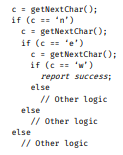 c = getNextChar();
if (c == 'n')
c = getNextChar();
if (c == 'e')
c = getNextChar();
if (c == 'w')
report success;
else
// Other logic
else
// Other logic
else
// Other logic